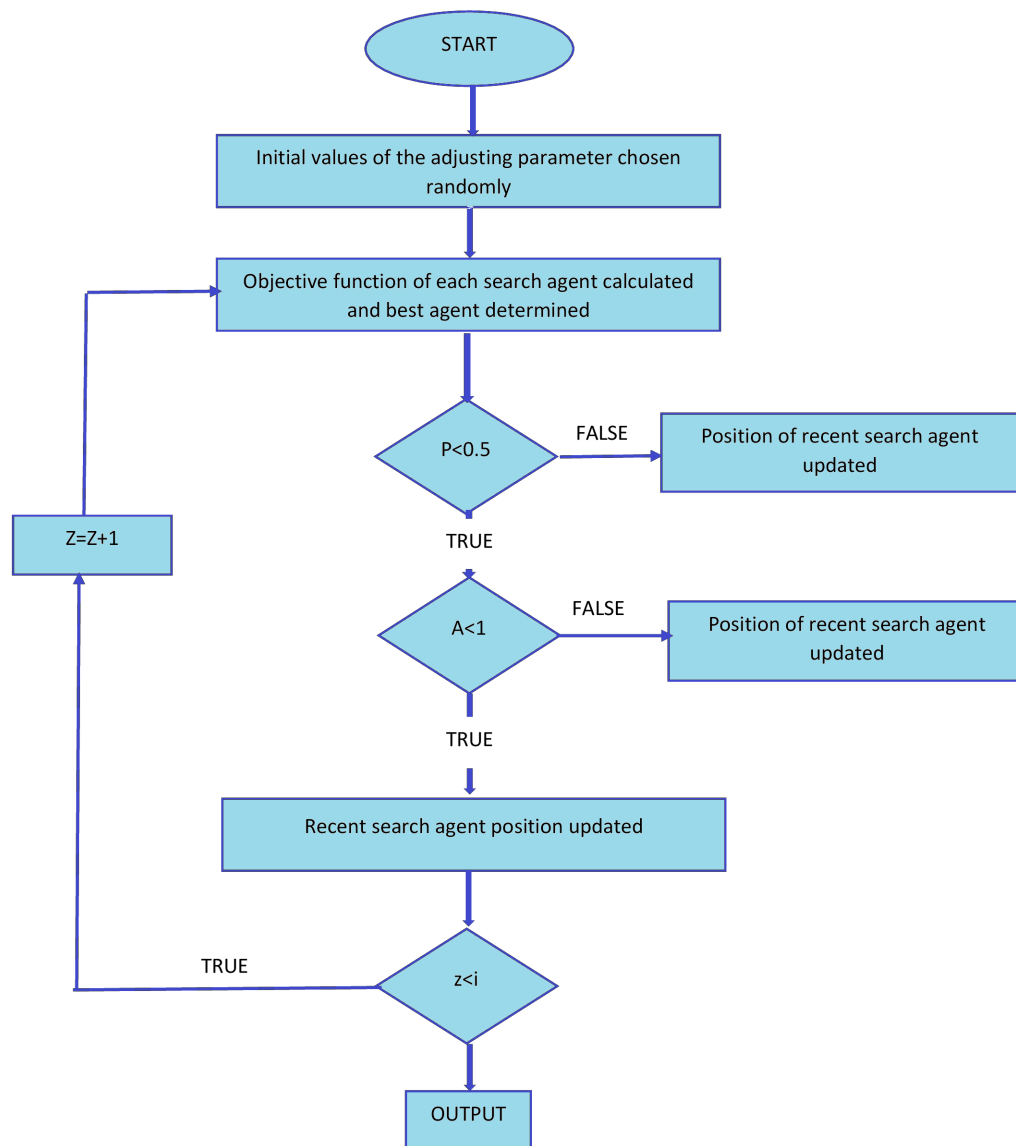 START
Initial values of the adjusting parameter chosen
randomly
Objective function of each search agent calculated
and best agent determined
P<0.5
FALSE
Position of recent search agent
updated
Z=Z+1
TRUE
A<1
FALSE
Position of recent search agent
updated
TRUE
Recent search agent position updated
TRUE
z<i
OUTPUT